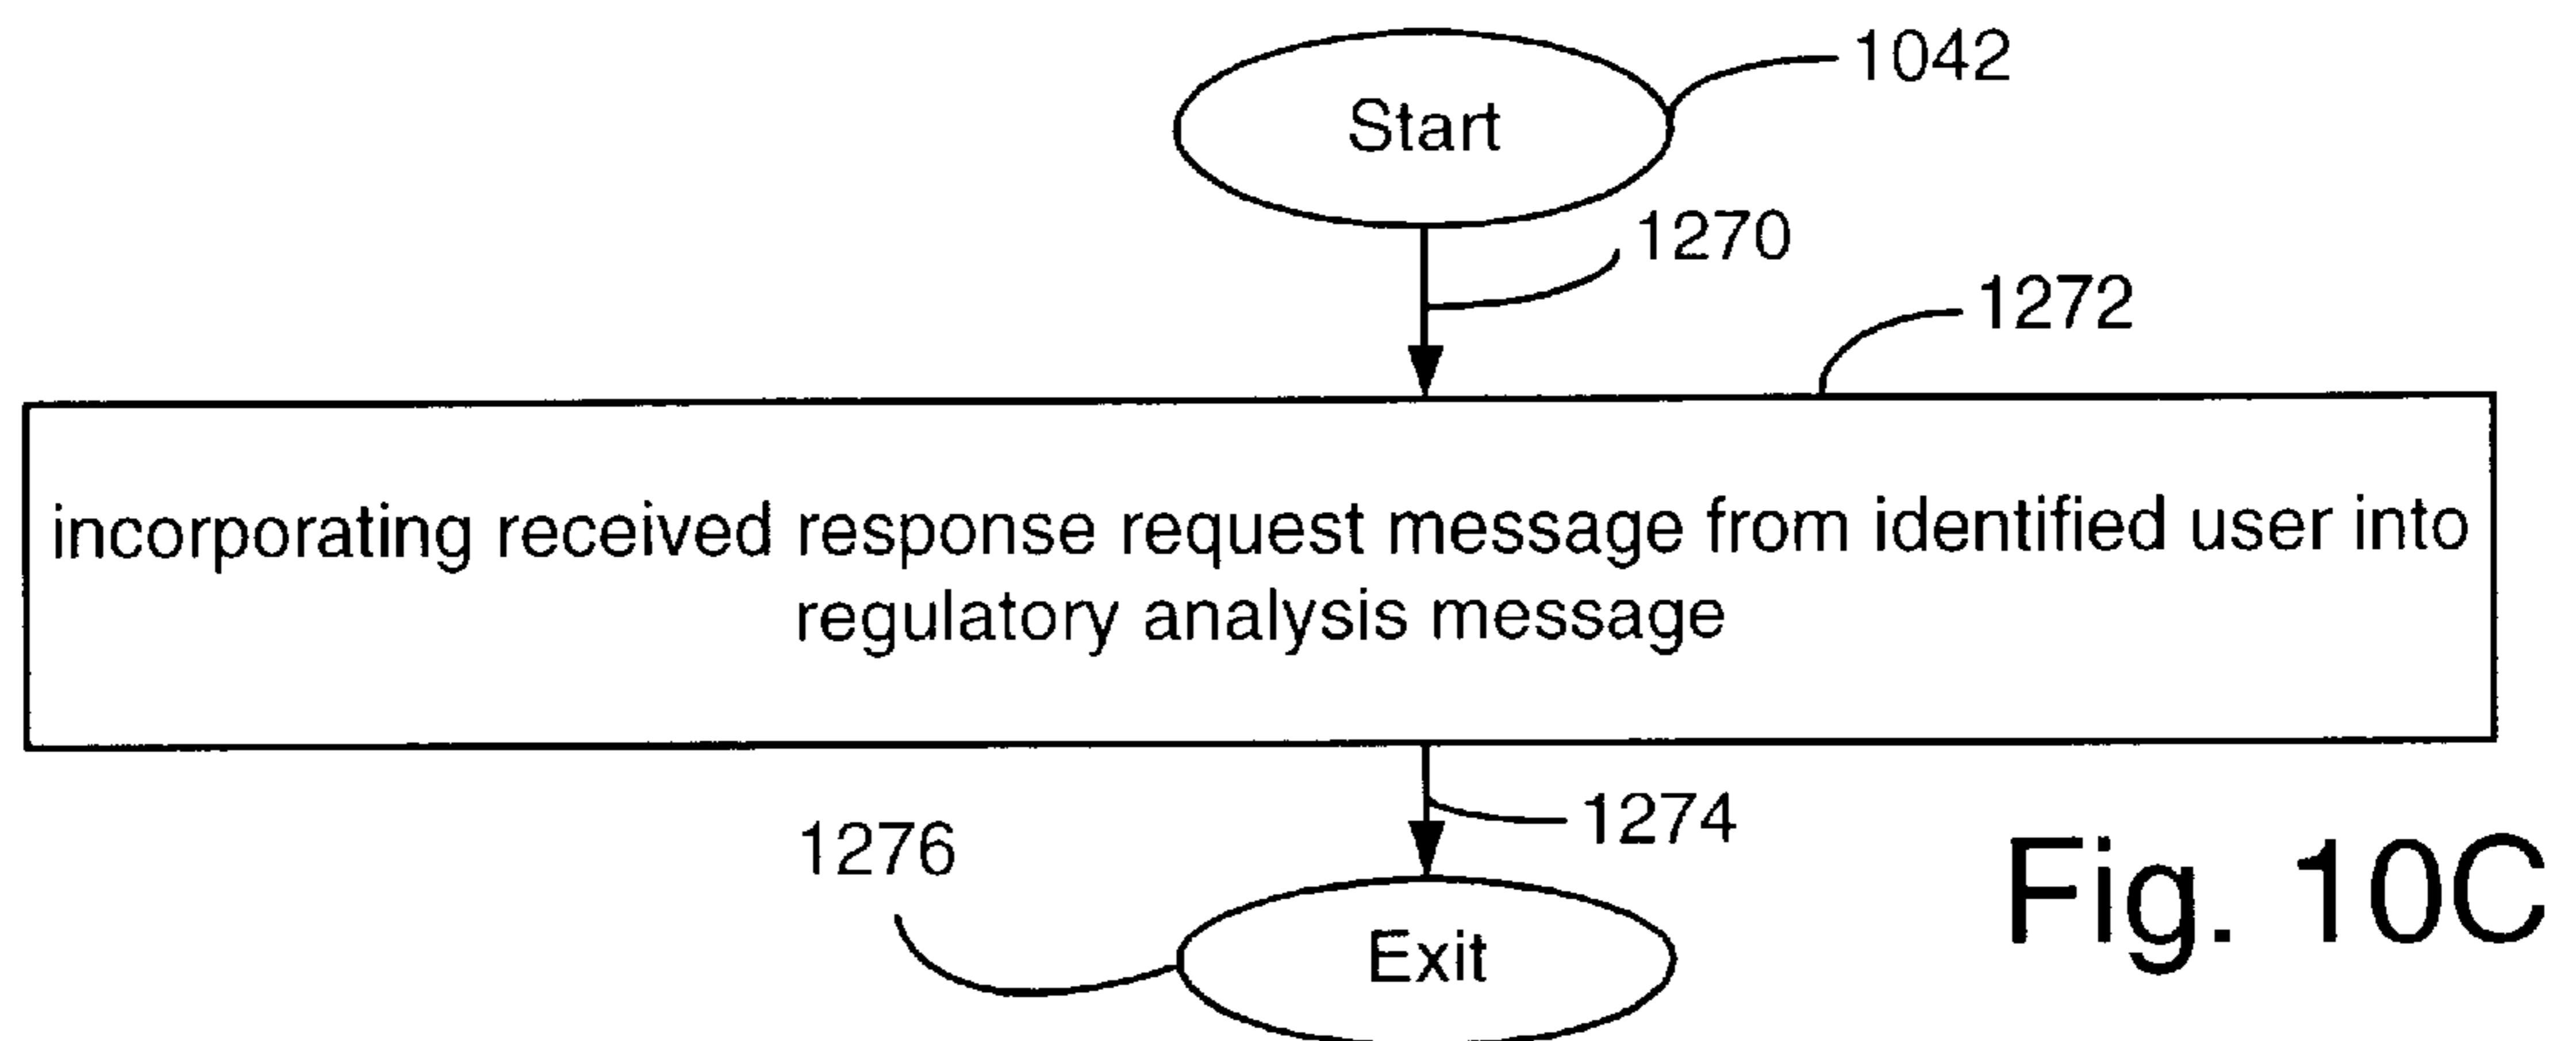 1042
Start
1270
1272
incorporating received response request message from identified user into
regulatory analysis message
1274
1276
Exit
Fig. 10C